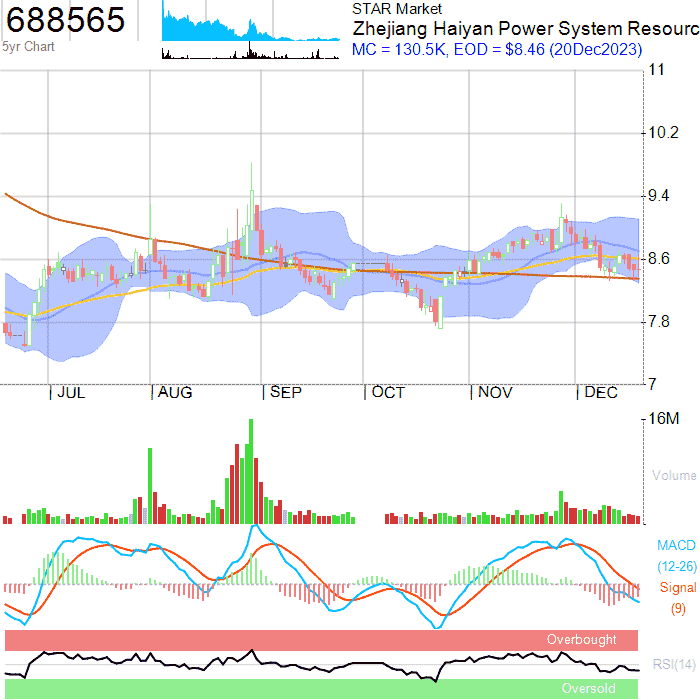 688565
5yr Chart
STAR Market
Zhejiang Haiyan Power System Resourc
MC = 130.5K, EOD = $8.46 (20Dec2023)
11
10.2
9.4
8.6
7.8
7
JUL AUG SEP OCT NOV DEC
16M
Volume
MACD
(12-26)
Signal
(9)
Overbought
RSI(14)
Oversold